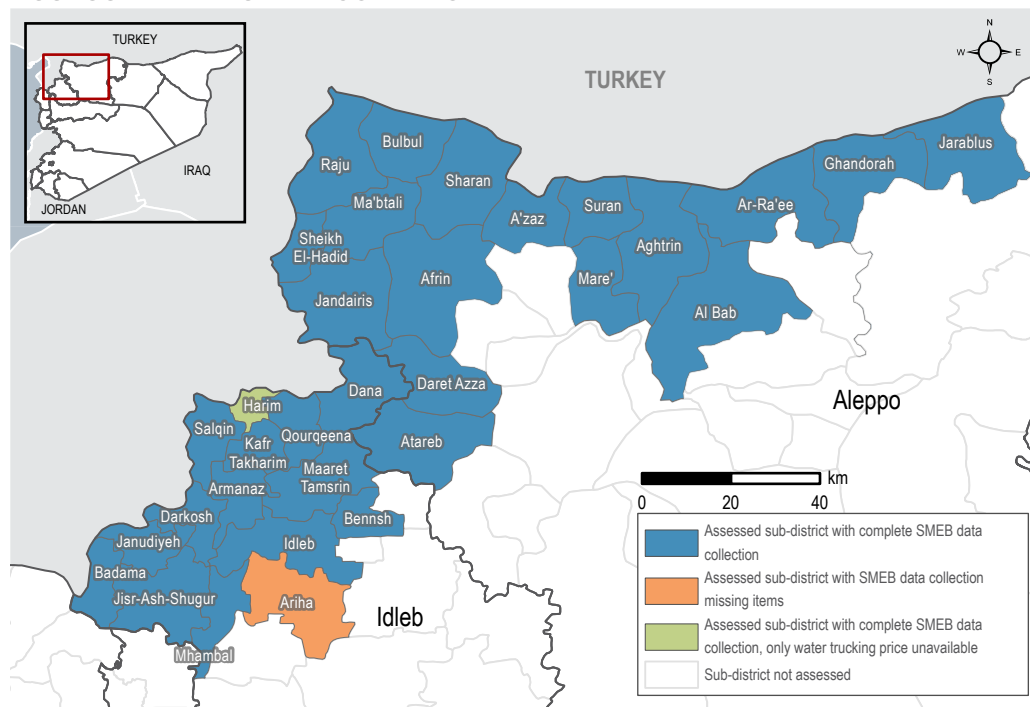 TURKEY
IRAQ
JORDAN
N
W
E
S
TURKEY
Bulbul
Raju
Sharan
Ma'btali
Sheikh
El-Hadid
Jandairis
Afrin
A'zaz
Suran
Mare'
Aghtrin
Ar-Ra'ee
Ghandorah
Jarablus
Al Bab
Dana
Daret Azza
Atareb
Aleppo
Harim
Salqin
Kafr
Takharim
Qourqeena
Maaret
Tamsrin
Armanaz
Darkosh
Bennsh
Janudiyeh
Idleb
Badama
Jisr-Ash-Shugur
Ariha
Idleb
Mhambal
km
0 20 40
Assessed sub-district with complete SMEB data
collection
Assessed sub-district with SMEB data collection
missing items
Assessed sub-district with complete SMEB data
collection, only water trucking price unavailable
Sub-district not assessed